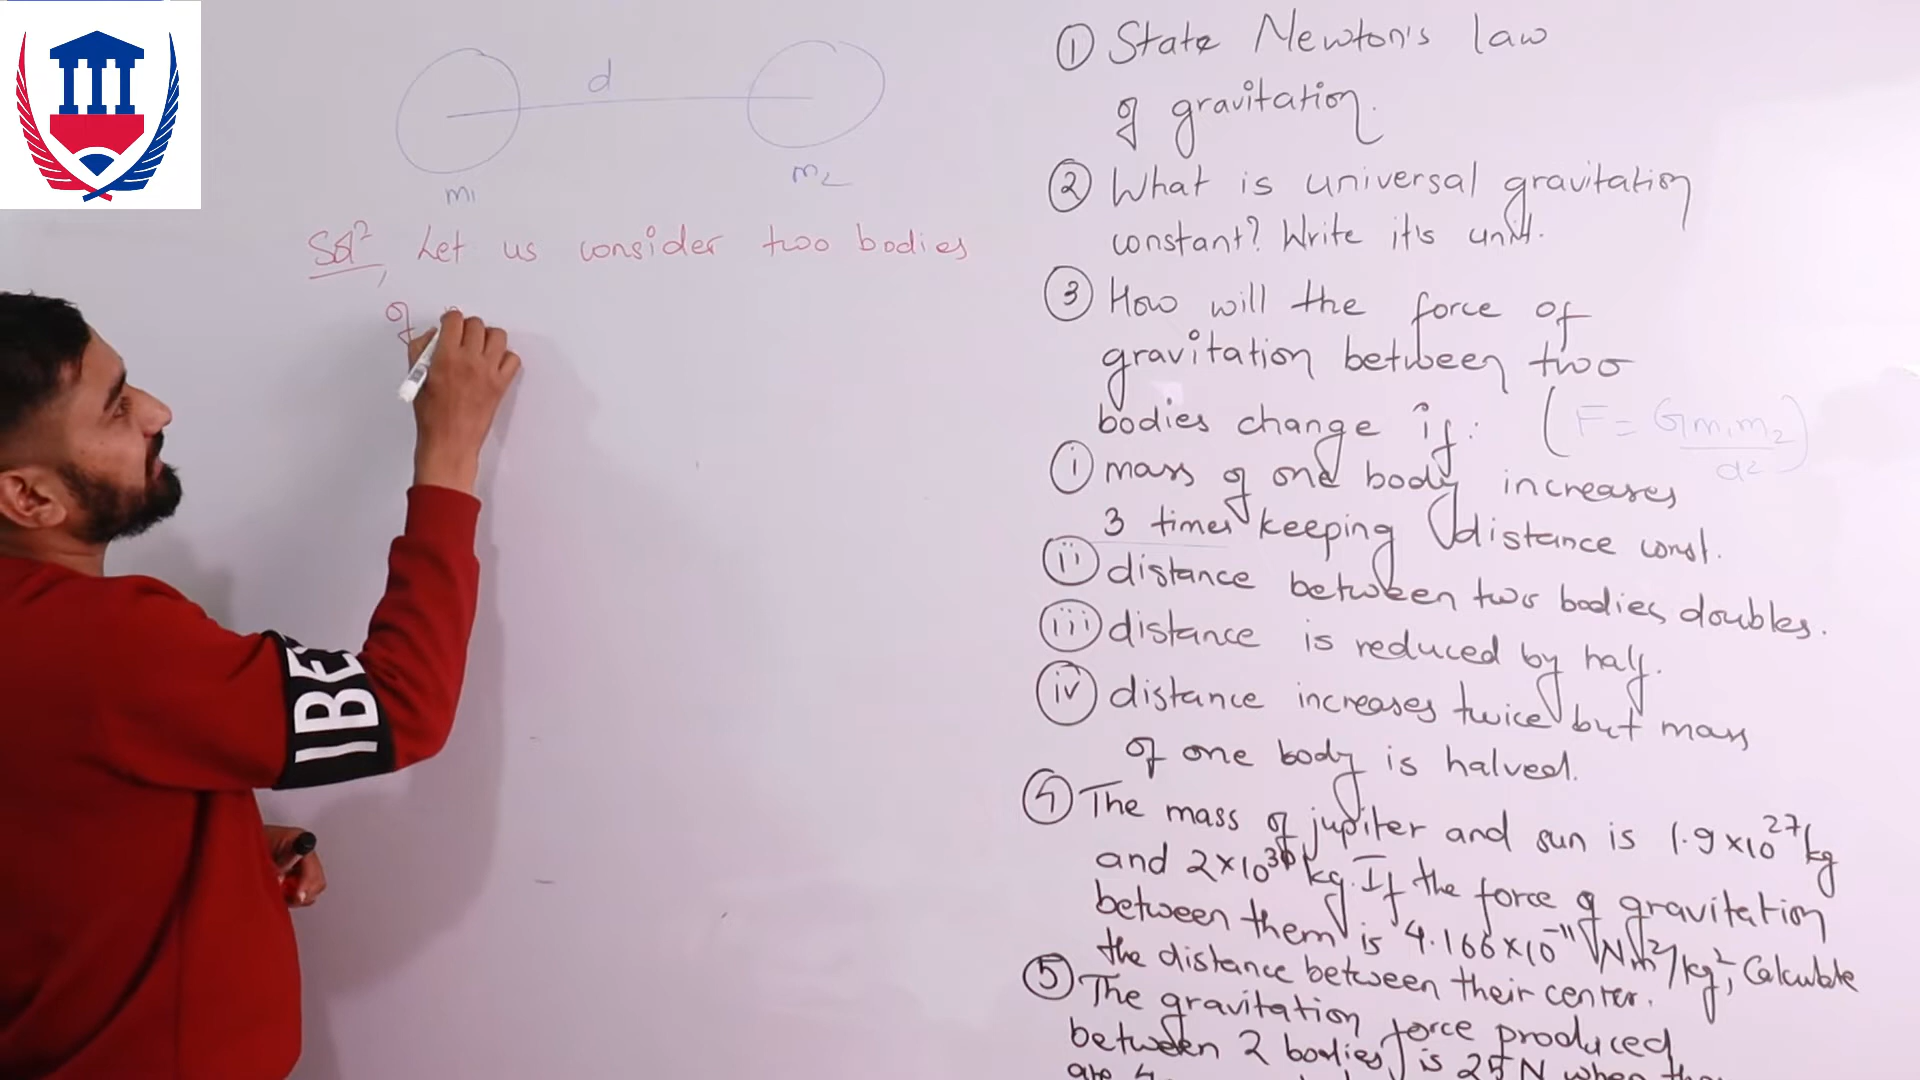 d
m1
m2
Solⁿ, Let us consider two bodies
of
IBE
① State Newton's law
of gravitation.
② What is universal gravitation
constant? Write it's unit.
③ How will the force of
gravitation between two
bodies change if: (F = Gm₁m₂/d²)
ⓘ mass of one body increases
3 times keeping distance const.
(ii) distance between two bodies doubles.
(iii) distance is reduced by half.
(iv) distance increases twice but mass
of one body is halved.
④ The mass of jupiter and sun is 1.9×10²⁷kg
and 2×10³⁰ kg. If the force of gravitation
between them is 4.166×10⁻¹¹ Nm²/kg², Calculate
the distance between their center.
⑤ The gravitation force produced
between 2 bodies is 25 N when
are 4